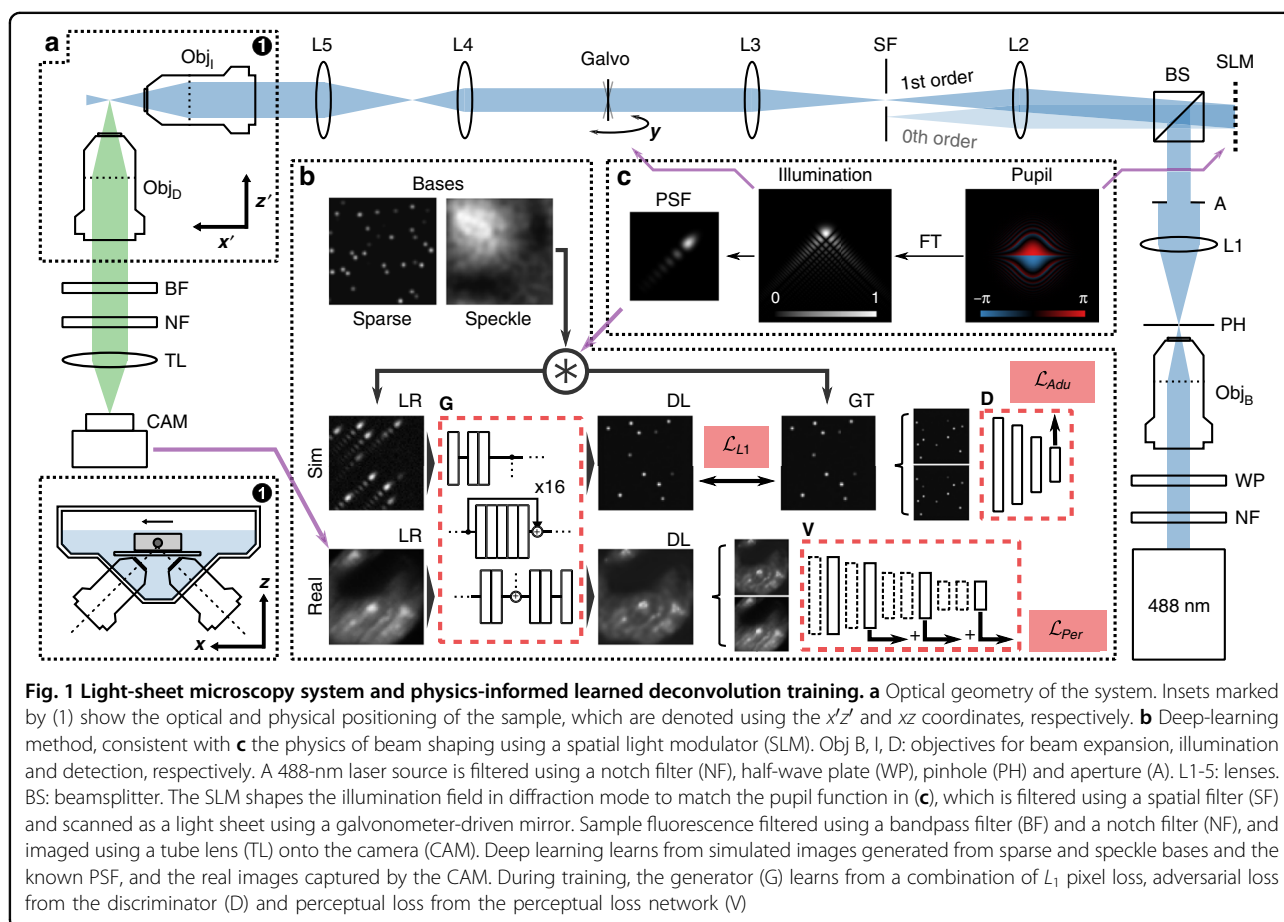 a
1
Obj_I
L5
L4
Galvo
L3
SF
L2
BS
SLM
1st order
0th order
y
Obj_D
z'
x'
b
Bases
Sparse
Speckle
c
PSF
Illumination
0
1
FT
Pupil
−π
π
A
L1
PH
Obj_B
WP
NF
488 nm
BF
NF
TL
CAM
1
z
x
*
LR
G
DL
GT
D
ℒ_Adu
Sim
ℒ_L1
x16
+
LR
DL
V
Real
+
+
+
ℒ_Per
Fig. 1 Light-sheet microscopy system and physics-informed learned deconvolution training. a Optical geometry of the system. Insets marked
by (1) show the optical and physical positioning of the sample, which are denoted using the x′z′ and xz coordinates, respectively. b Deep-learning
method, consistent with c the physics of beam shaping using a spatial light modulator (SLM). Obj B, I, D: objectives for beam expansion, illumination
and detection, respectively. A 488-nm laser source is filtered using a notch filter (NF), half-wave plate (WP), pinhole (PH) and aperture (A). L1-5: lenses.
BS: beamsplitter. The SLM shapes the illumination field in diffraction mode to match the pupil function in (c), which is filtered using a spatial filter (SF)
and scanned as a light sheet using a galvonometer-driven mirror. Sample fluorescence filtered using a bandpass filter (BF) and a notch filter (NF), and
imaged using a tube lens (TL) onto the camera (CAM). Deep learning learns from simulated images generated from sparse and speckle bases and the
known PSF, and the real images captured by the CAM. During training, the generator (G) learns from a combination of L₁ pixel loss, adversarial loss
from the discriminator (D) and perceptual loss from the perceptual loss network (V)